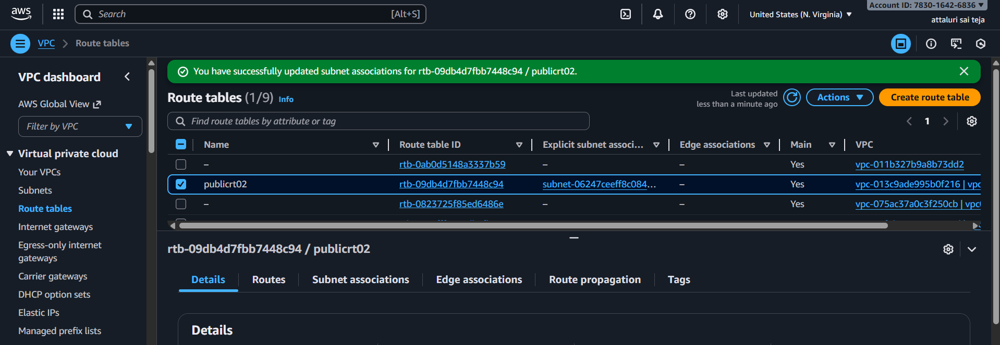 aws
Search [Alt+S]
United States (N. Virginia)
Account ID: 7830-1642-6836
attaluri sai teja
VPC > Route tables
VPC dashboard
AWS Global View
Filter by VPC
Virtual private cloud
Your VPCs
Subnets
Route tables
Internet gateways
Egress-only internet
gateways
Carrier gateways
DHCP option sets
Elastic IPs
Managed prefix lists
You have successfully updated subnet associations for rtb-09db4d7fbb7448c94 / publicrt02.
Route tables (1/9) Info
Last updated
less than a minute ago
Actions
Create route table
Find route tables by attribute or tag
1
Name Route table ID Explicit subnet associ... Edge associations Main VPC
– rtb-0ab0d5148a3337b59 – – Yes vpc-011b327b9a8b73dd2
publicrt02 rtb-09db4d7fbb7448c94 subnet-06247ceeff8c084... – Yes vpc-013c9ade995b0f216 | vpc
– rtb-0823725f85ed6486e – – Yes vpc-075ac37a0c3f250cb | vpc
rtb-09db4d7fbb7448c94 / publicrt02
Details Routes Subnet associations Edge associations Route propagation Tags
Details